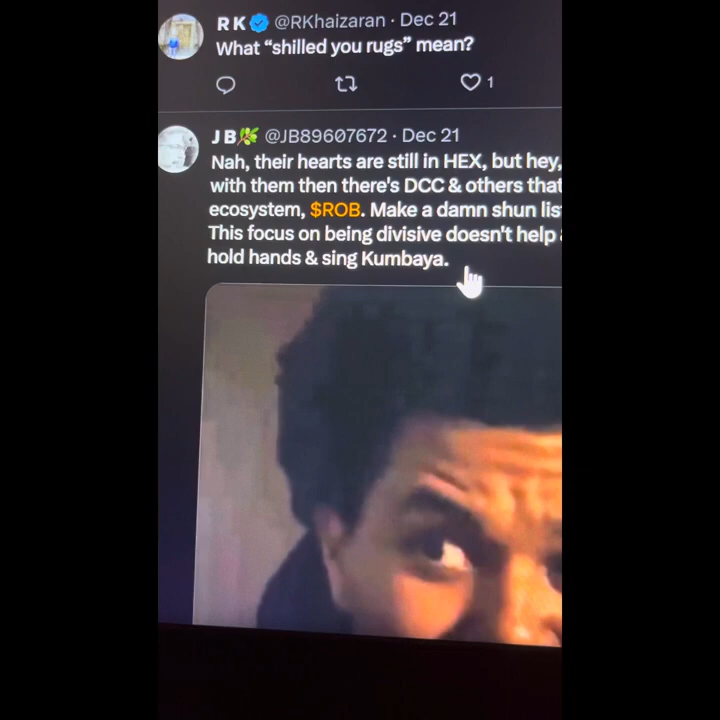 RK @RKhaizaran · Dec 21
What “shilled you rugs” mean?
1
JB @JB89607672 · Dec 21
Nah, their hearts are still in HEX, but hey,
with them then there's DCC & others that
ecosystem, $ROB. Make a damn shun
This focus on being divisive doesn't help
hold hands & sing Kumbaya.